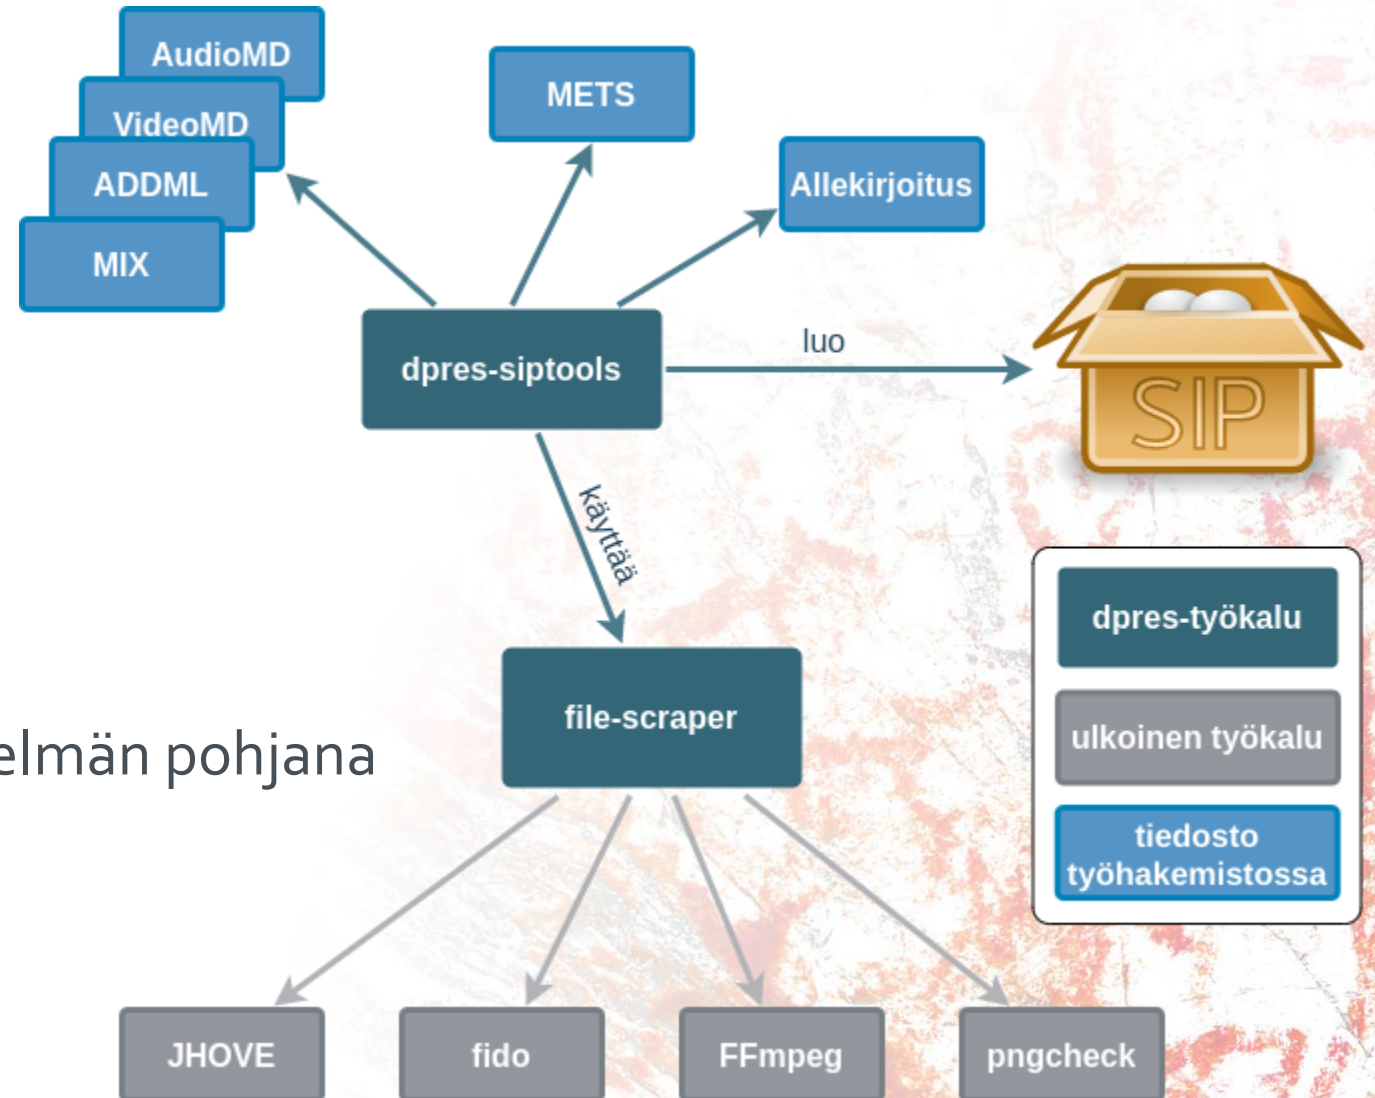 AudioMD
VideoMD
ADDML
MIX
METS
Allekirjoitus
dpres-siptools
luo
SIP
käyttää
file-scraper
pohjana
JHOVE
fido
FFmpeg
pngcheck
dpres-työkalu
ulkoinen työkalu
tiedosto
työhakemistossa